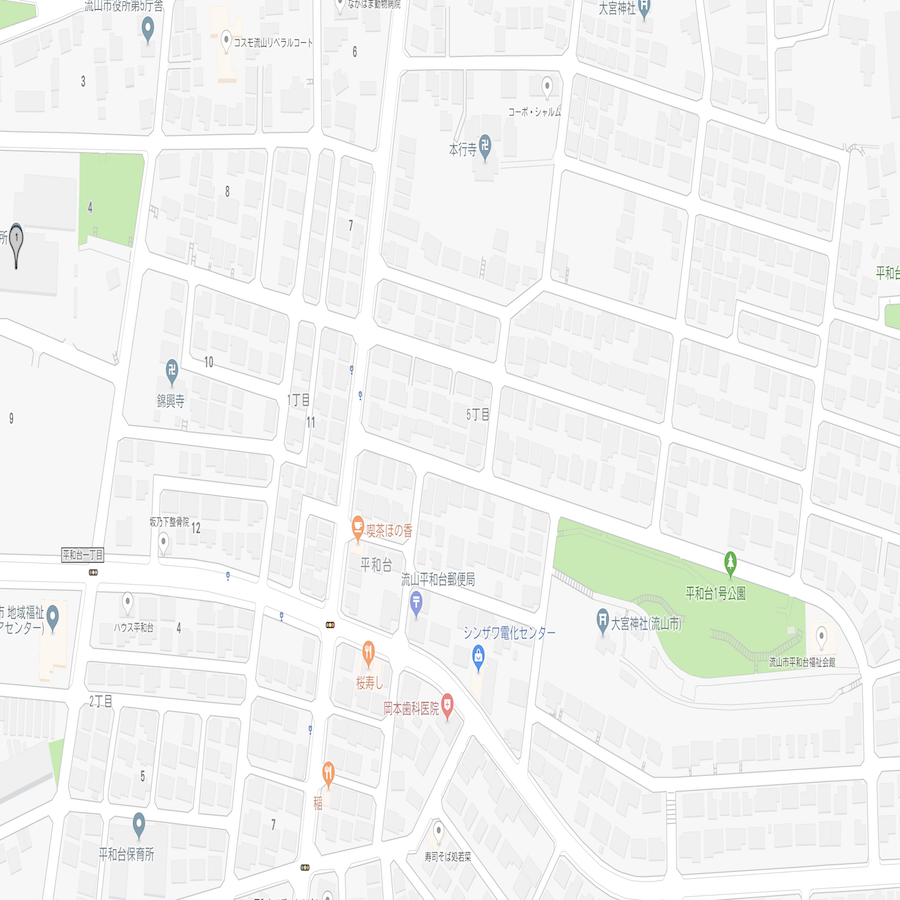 流山市役所第5庁舎
なかはま動物病院
大宮神社
コスモ流山リベラルコート
6
3
コーポ・シャルム
本行寺
8
4
7
所
1
平和台
10
錦興寺
1丁目
11
5丁目
9
坂乃下整骨院
12
喫茶ほの香
平和台一丁目
平和台
流山平和台郵便局
平和台1号公園
市 地域福祉
アセンター)
ハウス平和台
4
大宮神社(流山市)
シンザワ電化センター
流山市平和台福祉会館
桜寿し
2丁目
岡本歯科医院
5
稲
7
平和台保育所
寿司そば処若菜